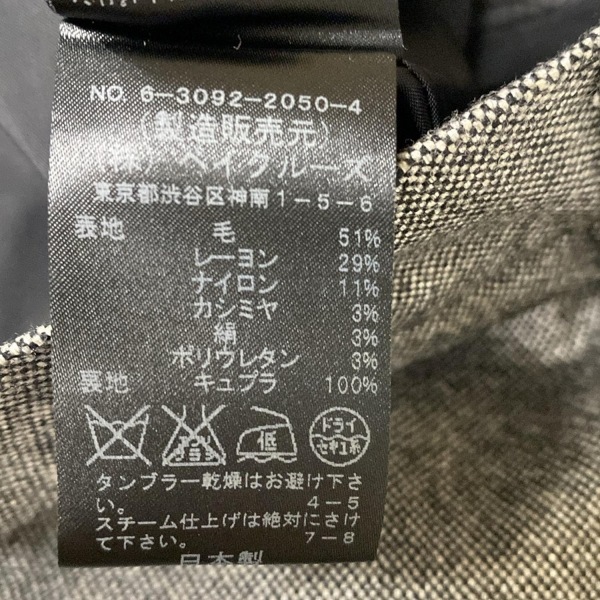 NO. 6-3092-2050-4
(製造販売元)
(株)ベイクルーズ
東京都渋谷区神南1-5-6
表地 毛 51%
レーヨン 29%
ナイロン 11%
カシミヤ 3%
絹 3%
ポリウレタン 3%
裏地 キュプラ 100%
低 ドライ
セキユ系
タンブラー乾燥はお避け下さ
い。 4-5
スチーム仕上げは絶対にさけ
て下さい。 7-8
日本製